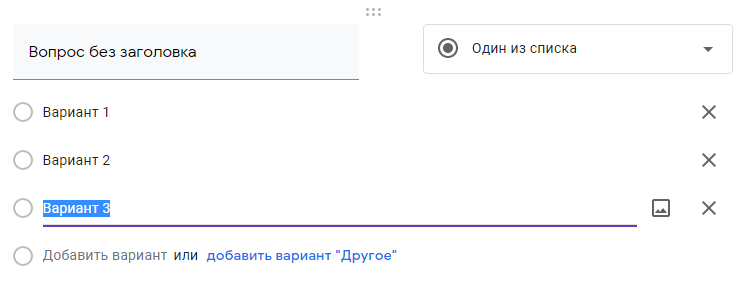 Вопрос без заголовка
Один из списка
Вариант 1
Вариант 2
Вариант 3
Добавить вариант или добавить вариант "Другое"